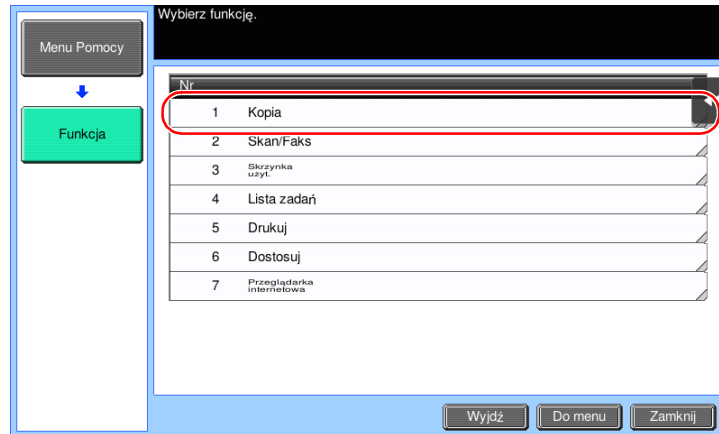 Wybierz funkcję.
Menu Pomocy
Funkcja
Nr
1 Kopia
2 Skan/Faks
3 Skrzynka
użyt.
4 Lista zadań
5 Drukuj
6 Dostosuj
7 Przeglądarka
internetowa
Wyjdź Do menu Zamknij